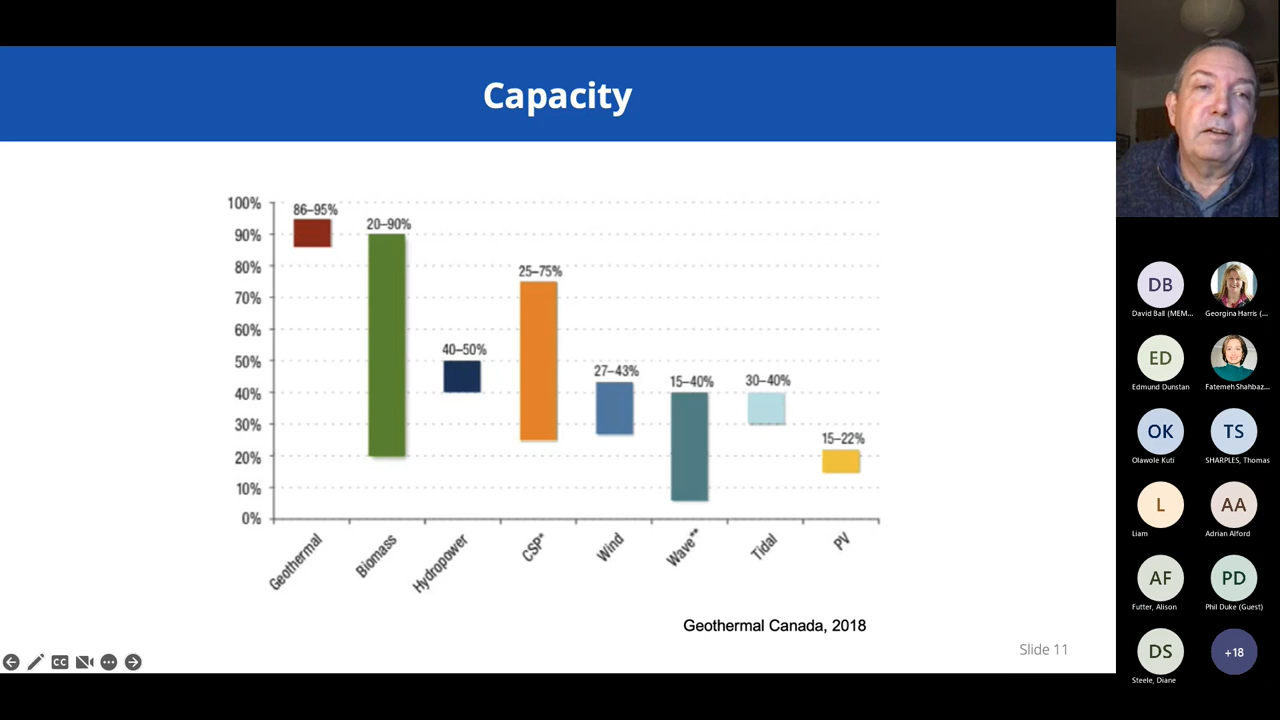 Capacity
100%
90%
80%
70%
60%
50%
40%
30%
20%
10%
0%
86–95%
20–90%
40–50%
25–75%
27–43%
15–40%
30–40%
15–22%
Geothermal
Biomass
Hydropower
CSP*
Wind
Wave**
Tidal
PV
Geothermal Canada, 2018
Slide 11
CC
DB
David Ball (MEM...
Georgina Harris (...
ED
Edmund Dunstan
Fatemeh Shahbaz...
OK
Olawole Kuti
TS
SHARPLES, Thomas
L
Liam
AA
Adrian Alford
AF
Futter, Alison
PD
Phil Duke (Guest)
DS
Steele, Diane
+18